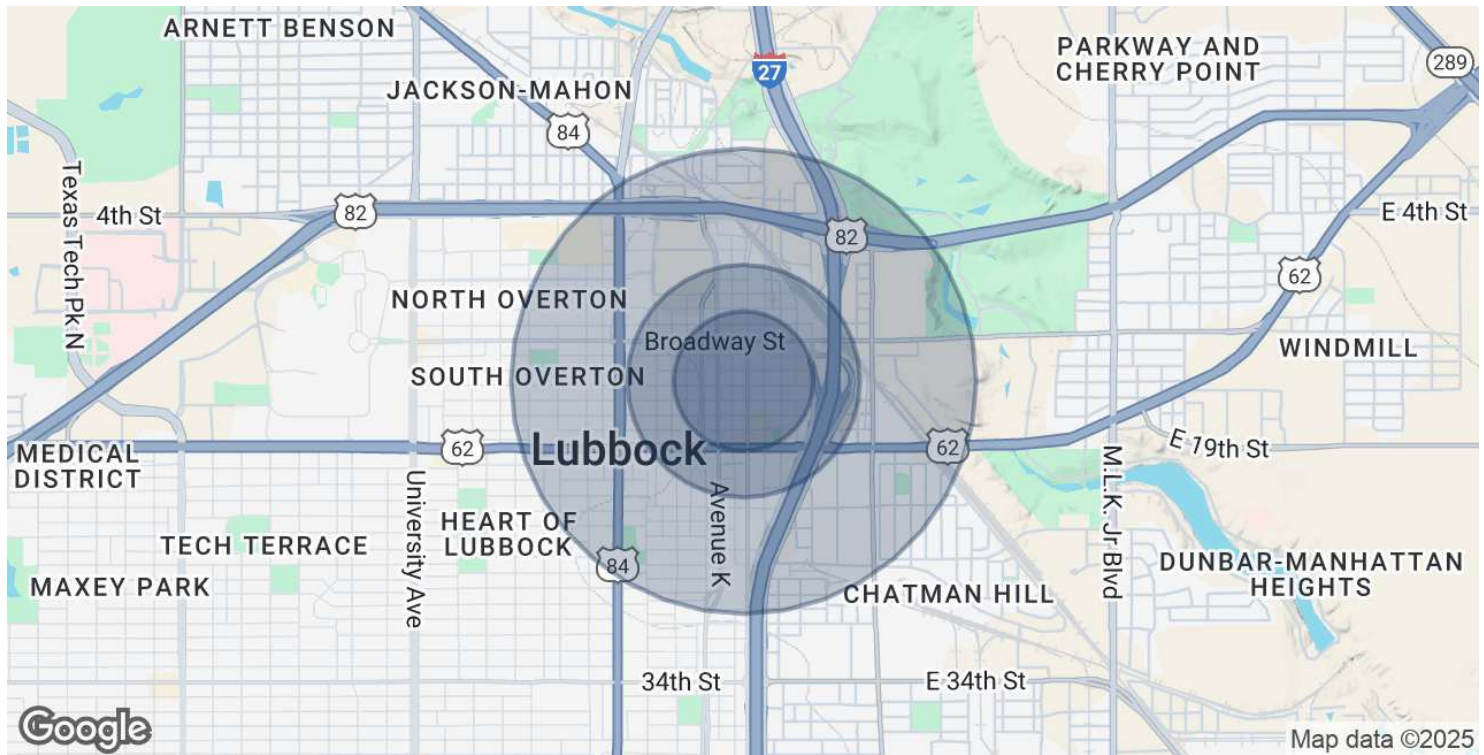 ARNETT BENSON
27
PARKWAY AND
CHERRY POINT
289
JACKSON-MAHON
84
Texas Tech Pk N
4th St
82
82
E 4th St
62
NORTH OVERTON
Broadway St
WINDMILL
SOUTH OVERTON
MEDICAL
DISTRICT
62
Lubbock
62
E 19th St
University Ave
Avenue K
M.L.K. Jr Blvd
HEART OF
LUBBOCK
TECH TERRACE
84
DUNBAR-MANHATTAN
HEIGHTS
MAXEY PARK
CHATMAN HILL
34th St
E 34th St
Google
Map data ©2025